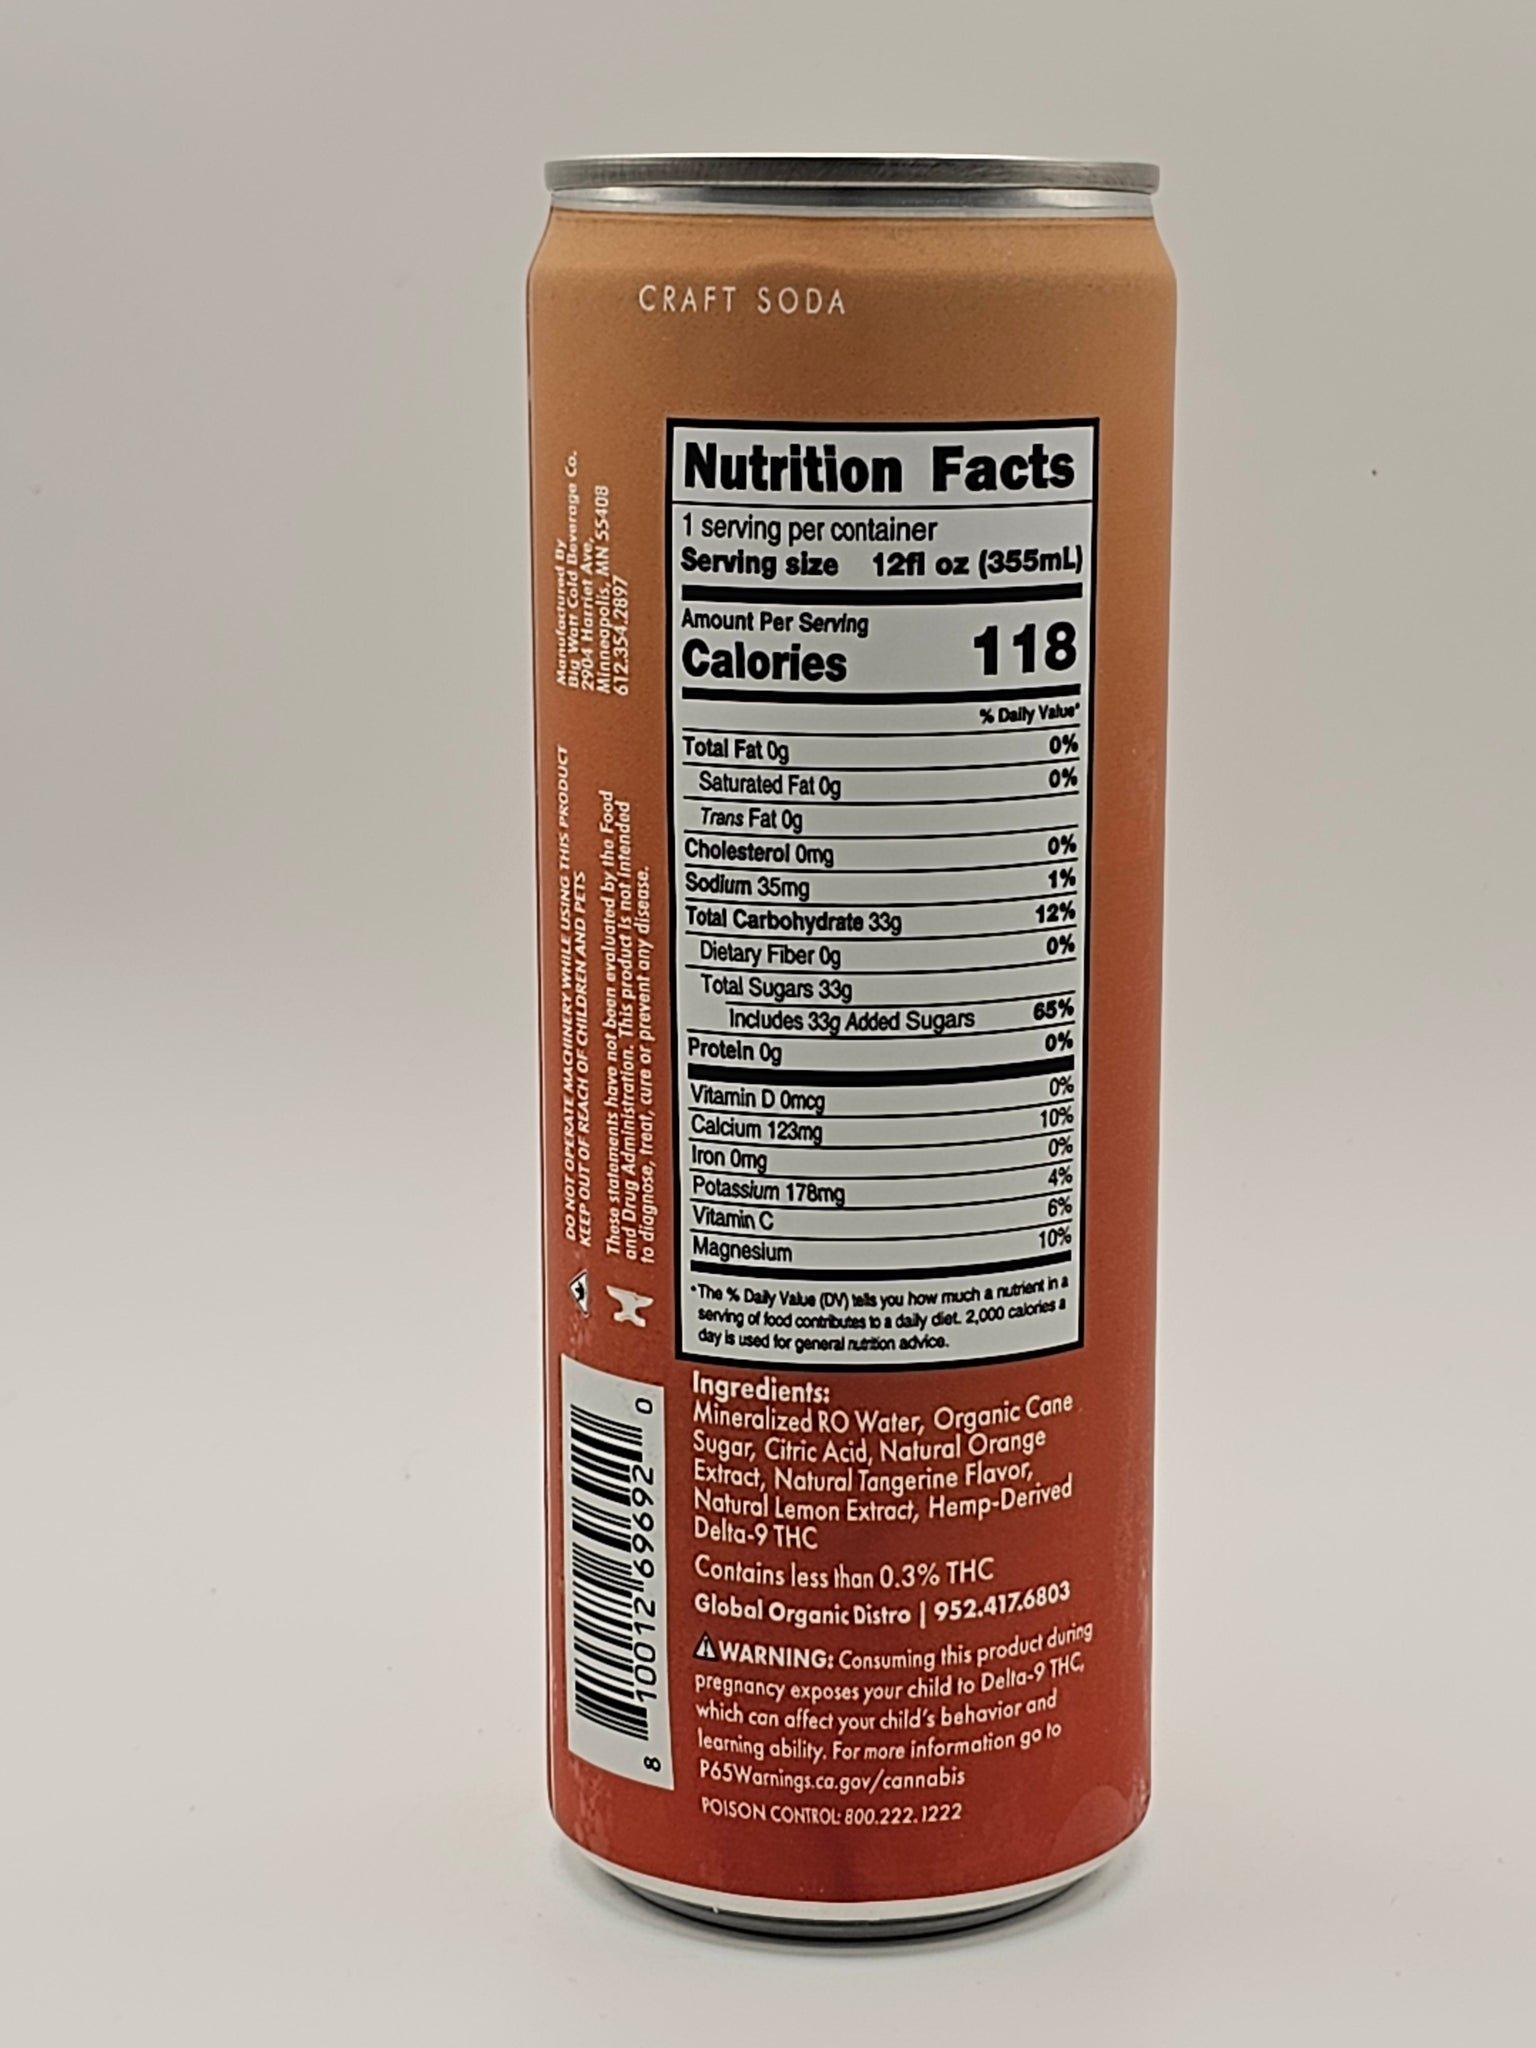 CRAFT SODA
Manufactured By
Big Watt Cold Beverage Co.
2904 Harriet Ave,
Minneapolis, MN 55408
612.354.2897
DO NOT OPERATE MACHINERY WHILE USING THIS PRODUCT
KEEP OUT OF REACH OF CHILDREN AND PETS
These statements have not been evaluated by the Food
and Drug Administration. This product is not intended
to diagnose, treat, cure or prevent any disease.
8 10012 69692 0
Nutrition Facts
1 serving per container
Serving size 12fl oz (355mL)
Amount Per Serving
Calories 118
% Daily Value*
Total Fat 0g 0%
Saturated Fat 0g 0%
Trans Fat 0g
Cholesterol 0mg 0%
Sodium 35mg 1%
Total Carbohydrate 33g 12%
Dietary Fiber 0g 0%
Total Sugars 33g
Includes 33g Added Sugars 65%
Protein 0g 0%
Vitamin D 0mcg 0%
Calcium 123mg 10%
Iron 0mg 0%
Potassium 178mg 4%
Vitamin C 6%
Magnesium 10%
*The % Daily Value (DV) tells you how much a nutrient in a
serving of food contributes to a daily diet. 2,000 calories a
day is used for general nutrition advice.
Ingredients:
Mineralized RO Water, Organic Cane
Sugar, Citric Acid, Natural Orange
Extract, Natural Tangerine Flavor,
Natural Lemon Extract, Hemp-Derived
Delta-9 THC
Contains less than 0.3% THC
Global Organic Distro | 952.417.6803
WARNING: Consuming this product during
pregnancy exposes your child to Delta-9 THC,
which can affect your child's behavior and
learning ability. For more information go to
P65Warnings.ca.gov/cannabis
POISON CONTROL: 800.222.1222